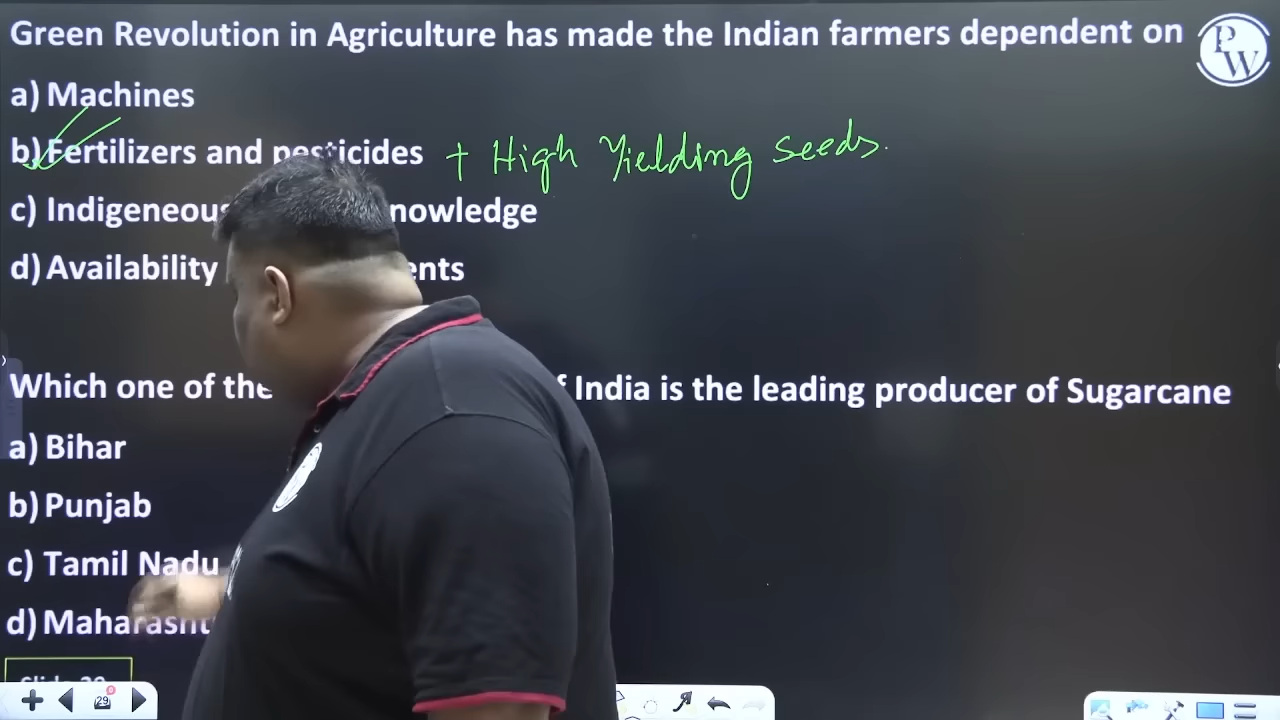 Green Revolution in Agriculture has made the Indian farmers dependent on
PW
a) Machines
b) Fertilizers and pesticides + High Yielding Seeds.
c) Indigeneous nowledge
d) Availability ents
Which one of the f India is the leading producer of Sugarcane
a) Bihar
b) Punjab
c) Tamil Nadu
d) Maharasht
29